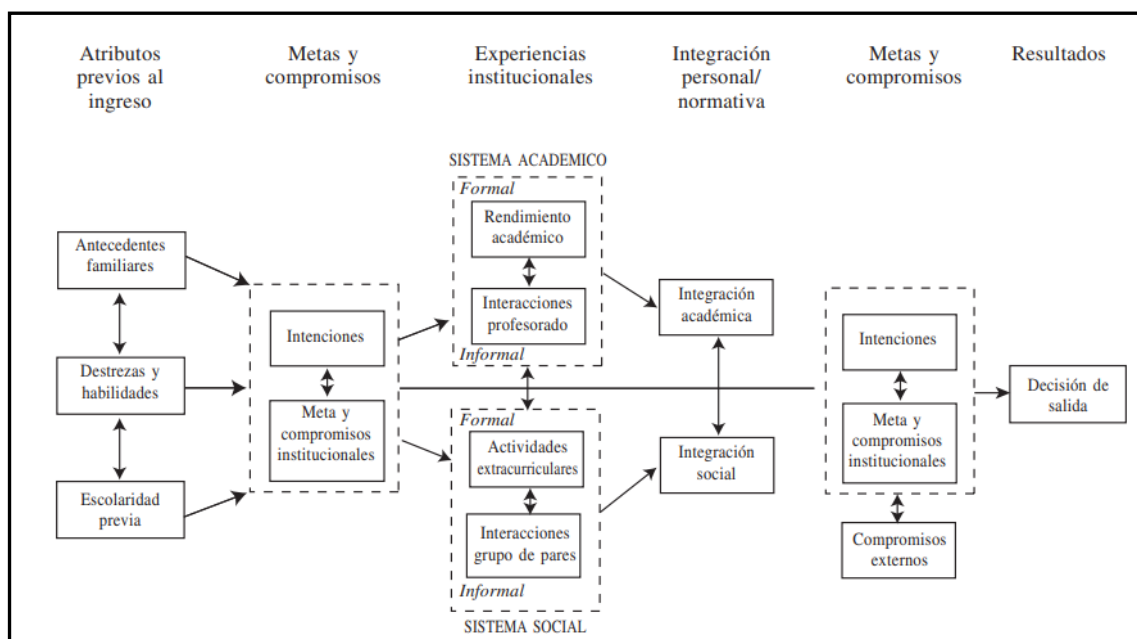 Atributos
previos al
ingreso
Metas y
compromisos
Experiencias
institucionales
Integración
personal/
normativa
Metas y
compromisos
Resultados
Antecedentes
familiares
Destrezas y
habilidades
Escolaridad
previa
Intenciones
Meta y
compromisos
institucionales
SISTEMA ACADEMICO
Formal
Rendimiento
académico
Interacciones
profesorado
Informal
Formal
Actividades
extracurriculares
Interacciones
grupo de pares
Informal
SISTEMA SOCIAL
Integración
académica
Integración
social
Intenciones
Meta y
compromisos
institucionales
Compromisos
externos
Decisión de
salida